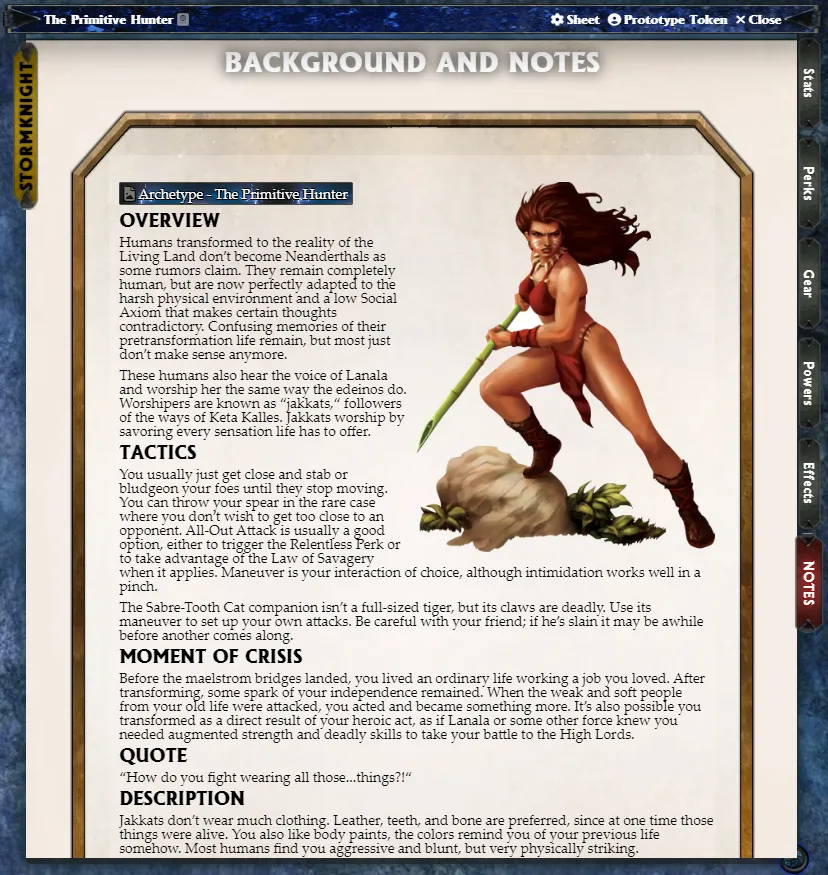 The Primitive Hunter
Sheet
Prototype Token
Close
STORMKNIGHT
BACKGROUND AND NOTES
Stats
Perks
Gear
Powers
Effects
NOTES
Archetype - The Primitive Hunter
OVERVIEW
Humans transformed to the reality of the
Living Land don't become Neanderthals as
some rumors claim. They remain completely
human, but are now perfectly adapted to the
harsh physical environment and a low Social
Axiom that makes certain thoughts
contradictory. Confusing memories of their
pretransformation life remain, but most just
don't make sense anymore.
These humans also hear the voice of Lanala
and worship her the same way the edeinos do.
Worshipers are known as "jakkats," followers
of the ways of Keta Kalles. Jakkats worship by
savoring every sensation life has to offer.
TACTICS
You usually just get close and stab or
bludgeon your foes until they stop moving.
You can throw your spear in the rare case
where you don't wish to get too close to an
opponent. All-Out Attack is usually a good
option, either to trigger the Relentless Perk or
to take advantage of the Law of Savagery
when it applies. Maneuver is your interaction of choice, although intimidation works well in a
pinch.
The Sabre-Tooth Cat companion isn't a full-sized tiger, but its claws are deadly. Use its
maneuver to set up your own attacks. Be careful with your friend; if he's slain it may be awhile
before another comes along.
MOMENT OF CRISIS
Before the maelstrom bridges landed, you lived an ordinary life working a job you loved. After
transforming, some spark of your independence remained. When the weak and soft people
from your old life were attacked, you acted and became something more. It's also possible you
transformed as a direct result of your heroic act, as if Lanala or some other force knew you
needed augmented strength and deadly skills to take your battle to the High Lords.
QUOTE
"How do you fight wearing all those...things?!"
DESCRIPTION
Jakkats don't wear much clothing. Leather, teeth, and bone are preferred, since at one time those
things were alive. You also like body paints, the colors remind you of your previous life
somehow. Most humans find you aggressive and blunt, but very physically striking.